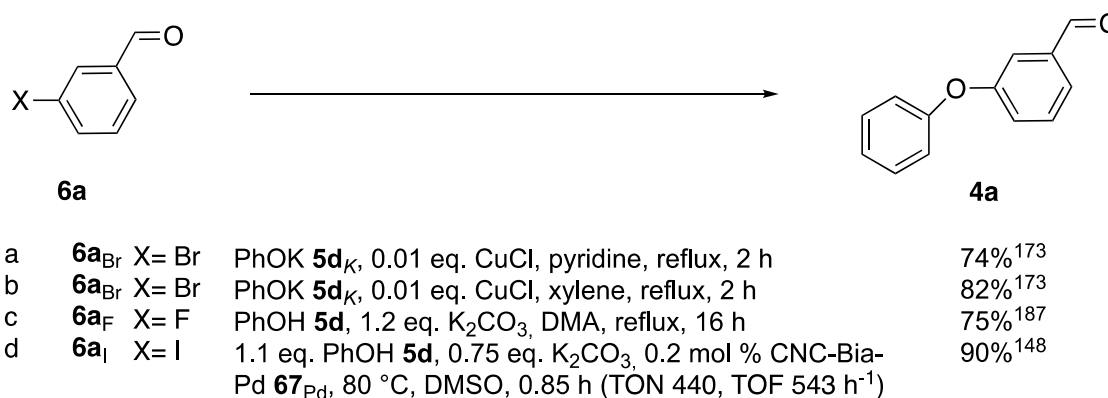 O
O
X
O
6a
4a
a 6aBr X= Br PhOK 5dK, 0.01 eq. CuCl, pyridine, reflux, 2 h 74%173
b 6aBr X= Br PhOK 5dK, 0.01 eq. CuCl, xylene, reflux, 2 h 82%173
c 6aF X= F PhOH 5d, 1.2 eq. K2CO3, DMA, reflux, 16 h 75%187
d 6aI X= I 1.1 eq. PhOH 5d, 0.75 eq. K2CO3, 0.2 mol % CNC-Bia- 90%148
Pd 67Pd, 80 °C, DMSO, 0.85 h (TON 440, TOF 543 h-1)